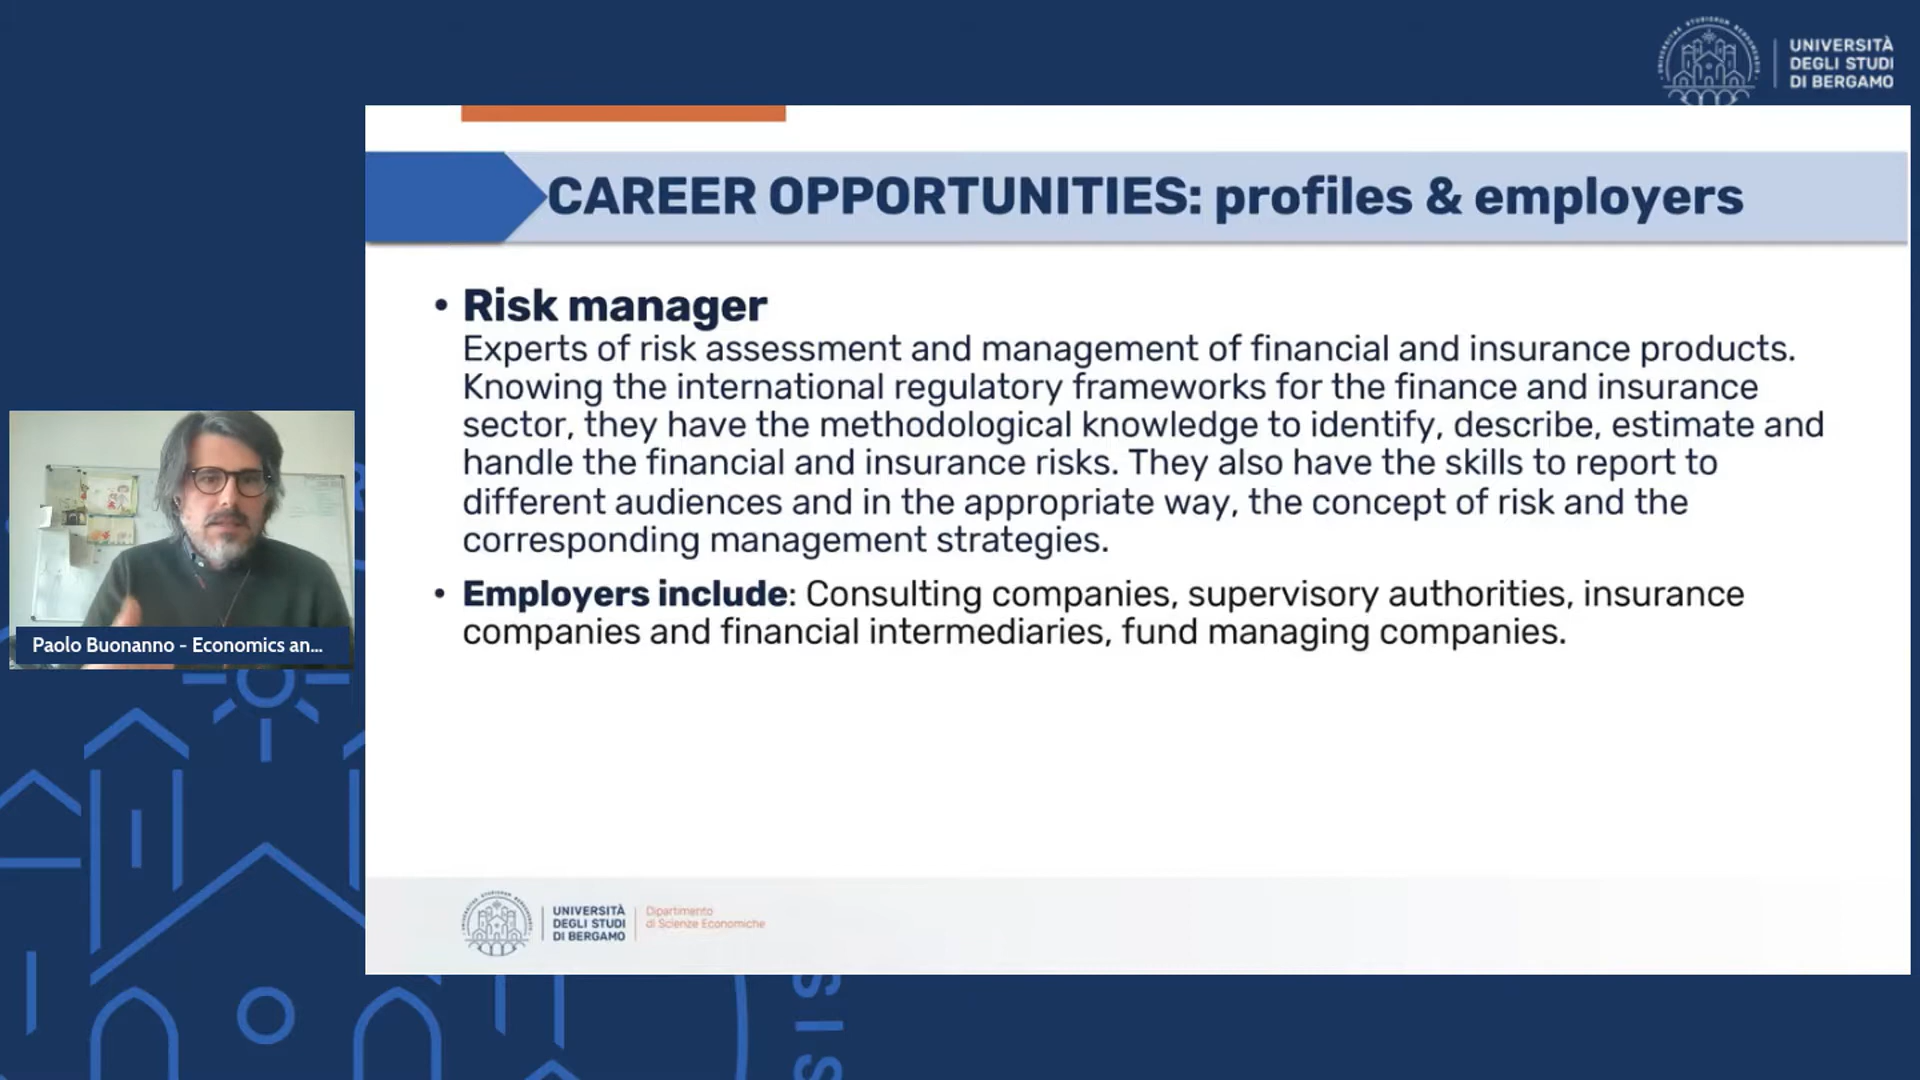 UNIVERSITÀ
DEGLI STUDI
DI BERGAMO
CAREER OPPORTUNITIES: profiles & employers
• Risk manager
Experts of risk assessment and management of financial and insurance products.
Knowing the international regulatory frameworks for the finance and insurance
sector, they have the methodological knowledge to identify, describe, estimate and
handle the financial and insurance risks. They also have the skills to report to
different audiences and in the appropriate way, the concept of risk and the
corresponding management strategies.
• Employers include: Consulting companies, supervisory authorities, insurance
companies and financial intermediaries, fund managing companies.
Paolo Buonanno - Economics an...
UNIVERSITÀ
DEGLI STUDI
DI BERGAMO
Dipartimento
di Scienze Economiche